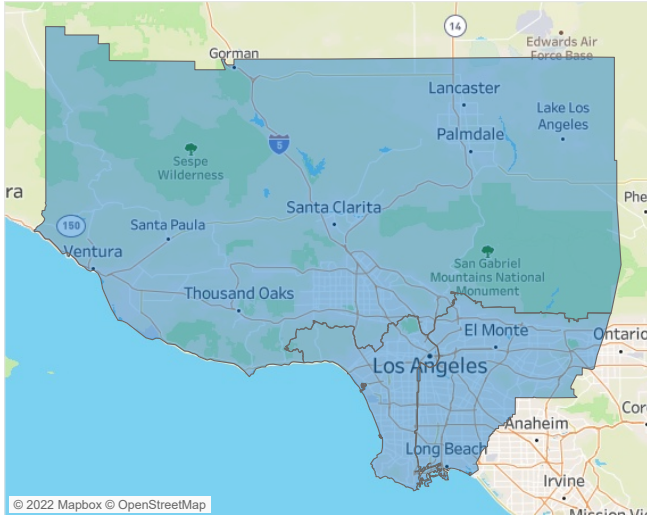 14
Gorman
Edwards Air
Force Base
Lancaster
Lake Los
Angeles
Palmdale
5
Sespe
Wilderness
ra
Phe
Santa Clarita
150
Santa Paula
Ventura
San Gabriel
Mountains National
Monument
Thousand Oaks
El Monte
Ontario
Los Angeles
Cor
Anaheim
Long Beach
Irvine
© 2022 Mapbox © OpenStreetMap
Mission Vi